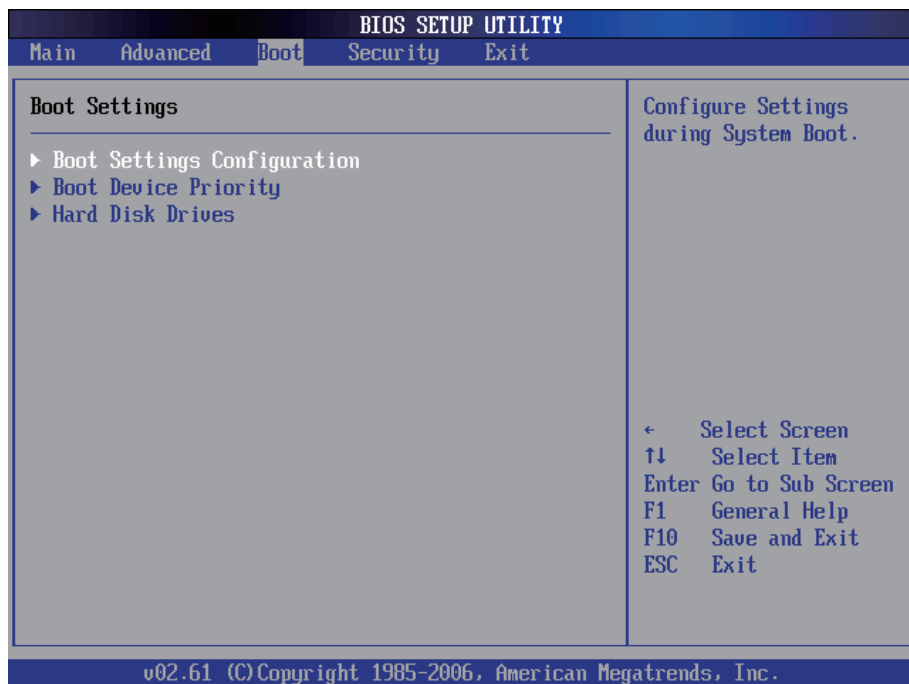 BIOS SETUP UTILITY
Main Advanced Boot Security Exit
Boot Settings
▶ Boot Settings Configuration
▶ Boot Device Priority
▶ Hard Disk Drives
Configure Settings
during System Boot.
← Select Screen
↑↓ Select Item
Enter Go to Sub Screen
F1 General Help
F10 Save and Exit
ESC Exit
v02.61 (C)Copyright 1985-2006, American Megatrends, Inc.